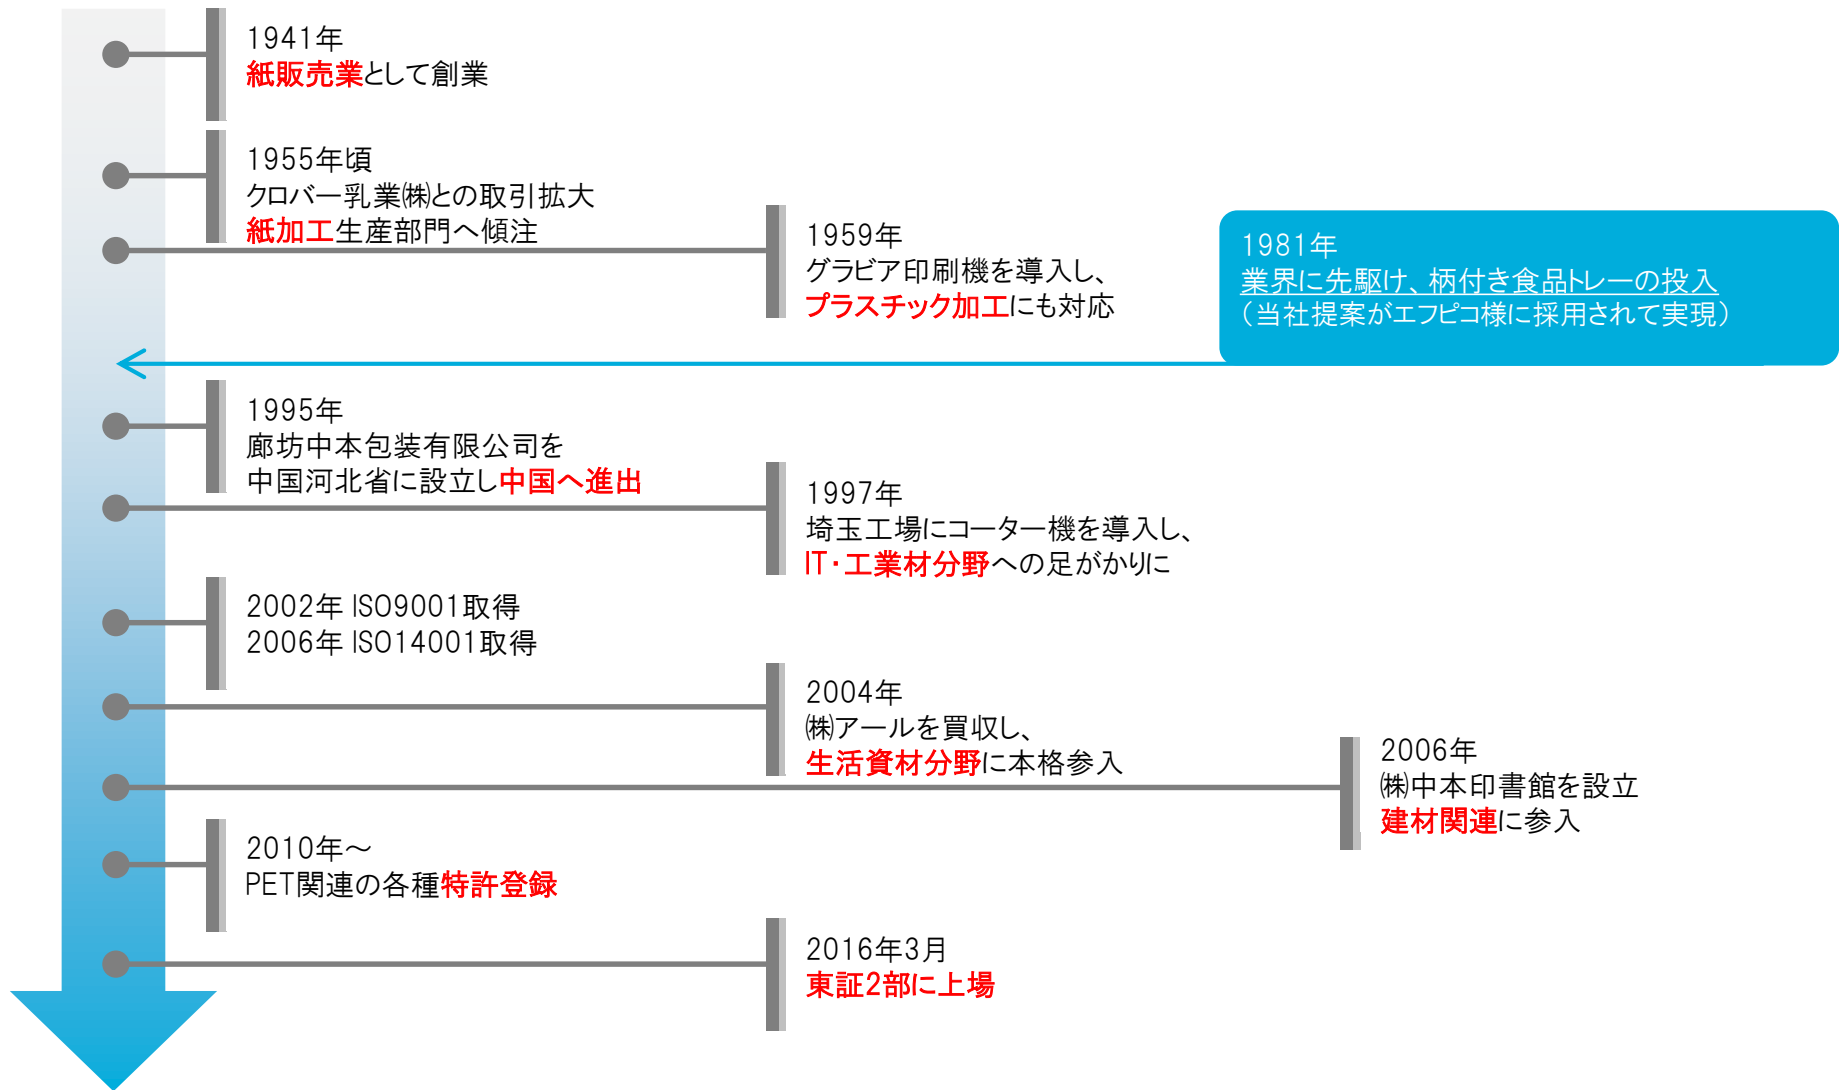 1941年
紙販売業として創業
1955年頃
クロバー乳業㈱との取引拡大
紙加工生産部門へ傾注
1959年
グラビア印刷機を導入し、
プラスチック加工にも対応
1981年
業界に先駆け、柄付き食品トレーの投入
（当社提案がエフピコ様に採用されて実現）
1995年
廊坊中本包装有限公司を
中国河北省に設立し中国へ進出
1997年
埼玉工場にコーター機を導入し、
IT・工業材分野への足がかりに
2002年 ISO9001取得
2006年 ISO14001取得
2004年
㈱アールを買収し、
生活資材分野に本格参入
2006年
㈱中本印書館を設立
建材関連に参入
2010年～
PET関連の各種特許登録
2016年3月
東証2部に上場